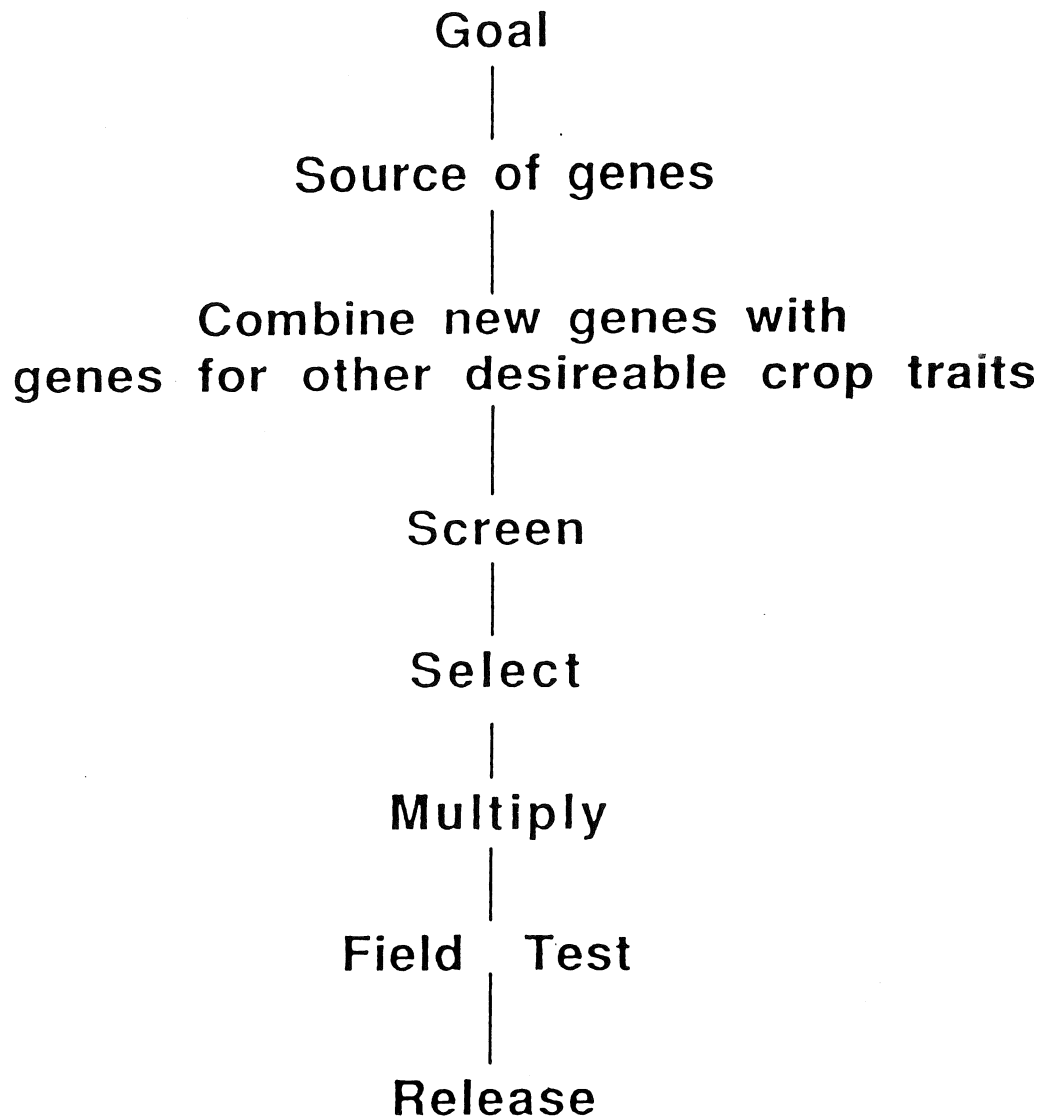 Goal
Source of genes
Combine new genes with
genes for other desireable crop traits
Screen
Select
Multiply
Field Test
Release